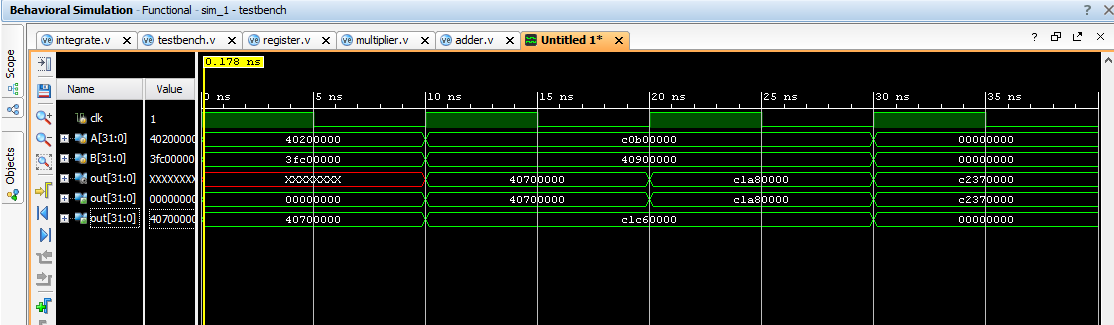 Behavioral Simulation - Functional - sim_1 - testbench
integrate.v testbench.v register.v multiplier.v adder.v Untitled 1*
Scope
Objects
0.178 ns
Name Value
0 ns 5 ns 10 ns 15 ns 20 ns 25 ns 30 ns 35 ns
clk 1
A[31:0] 40200000 40200000 c0b00000 00000000
B[31:0] 3fc00000 3fc00000 40900000 00000000
out[31:0] XXXXXXXX XXXXXXXX 40700000 c1a80000 c2370000
out[31:0] 00000000 00000000 40700000 c1a80000 c2370000
out[31:0] 40700000 40700000 c1c60000 00000000